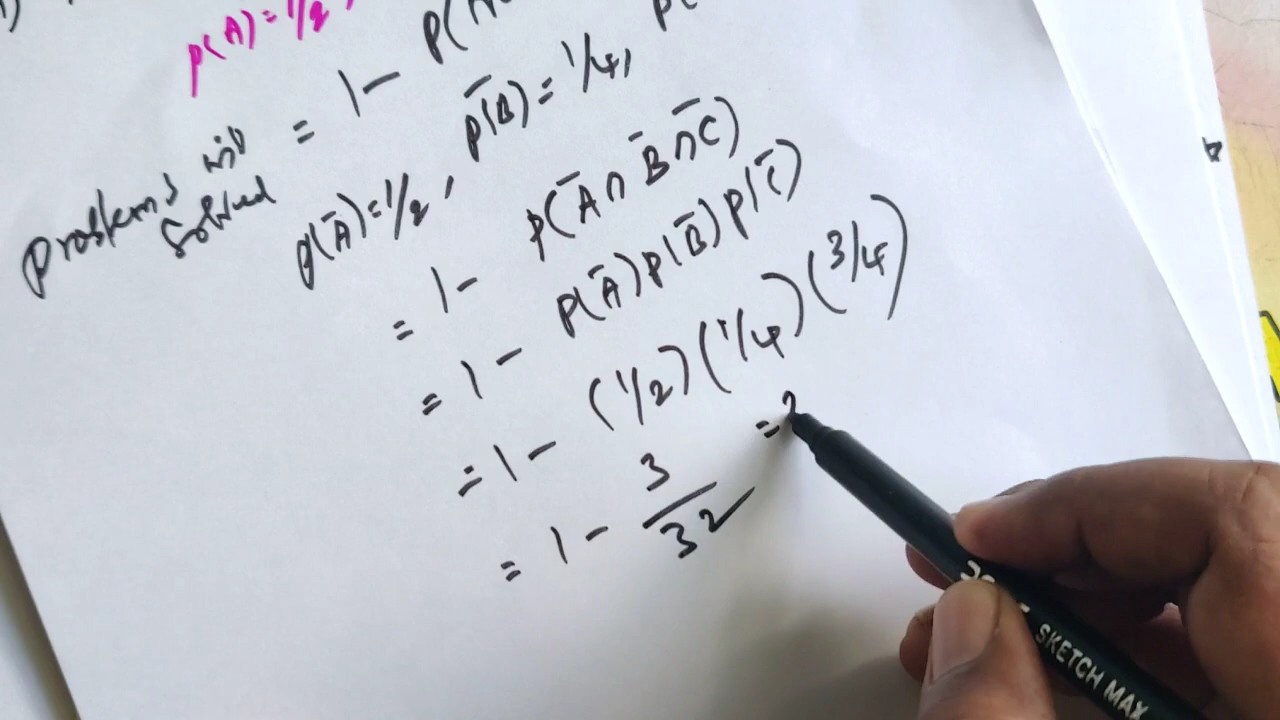 P(A)=1/2,
= 1 - P(A
Problems will
solved
P(Ā)=1/2, P(B̄)=1/4,
= 1 - P(Ā∩B̄∩C̄)
= 1 - P(Ā)P(B̄)P(C̄)
= 1 - (1/2)(1/4)(3/4)
= 1 - 3/32 =
SKETCH MAX